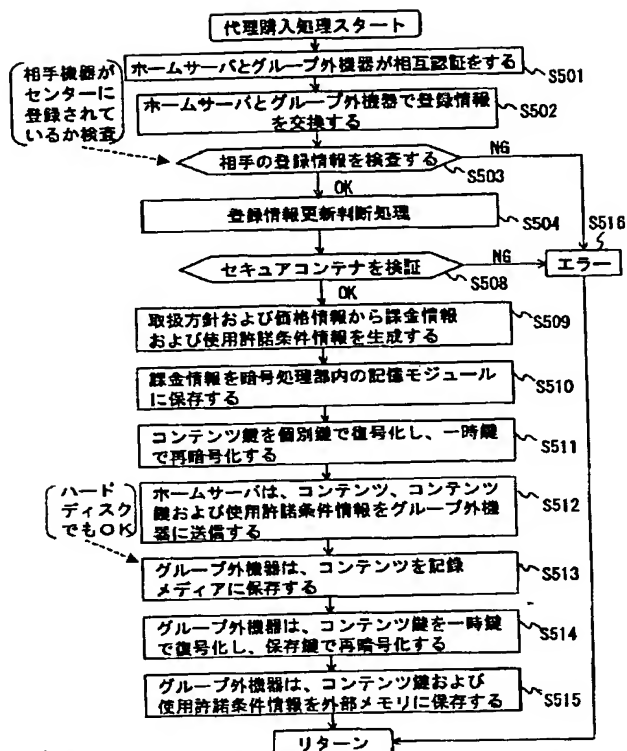 代理購入処理スタート
ホームサーバとグループ外機器が相互認証をする
S501
相手機器が
センターに
登録されて
いるか検査
ホームサーバとグループ外機器で登録情報
を交換する
S502
相手の登録情報を検査する
NG
S503
OK
登録情報更新判断処理
S504
S516
エラー
セキュアコンテナを検証
NG
S508
OK
取扱方針および価格情報から課金情報
および使用許諾条件情報を生成する
S509
課金情報を暗号処理部内の記憶モジュール
に保存する
S510
コンテンツ鍵を個別鍵で復号化し、一時鍵
で再暗号化する
S511
ハード
ディスク
でもOK
ホームサーバは、コンテンツ、コンテンツ
鍵および使用許諾条件情報をグループ外機
器に送信する
S512
グループ外機器は、コンテンツを記録
メディアに保存する
S513
グループ外機器は、コンテンツ鍵を一時鍵
で復号化し、保存鍵で再暗号化する
S514
グループ外機器は、コンテンツ鍵および
使用許諾条件情報を外部メモリに保存する
S515
リターン